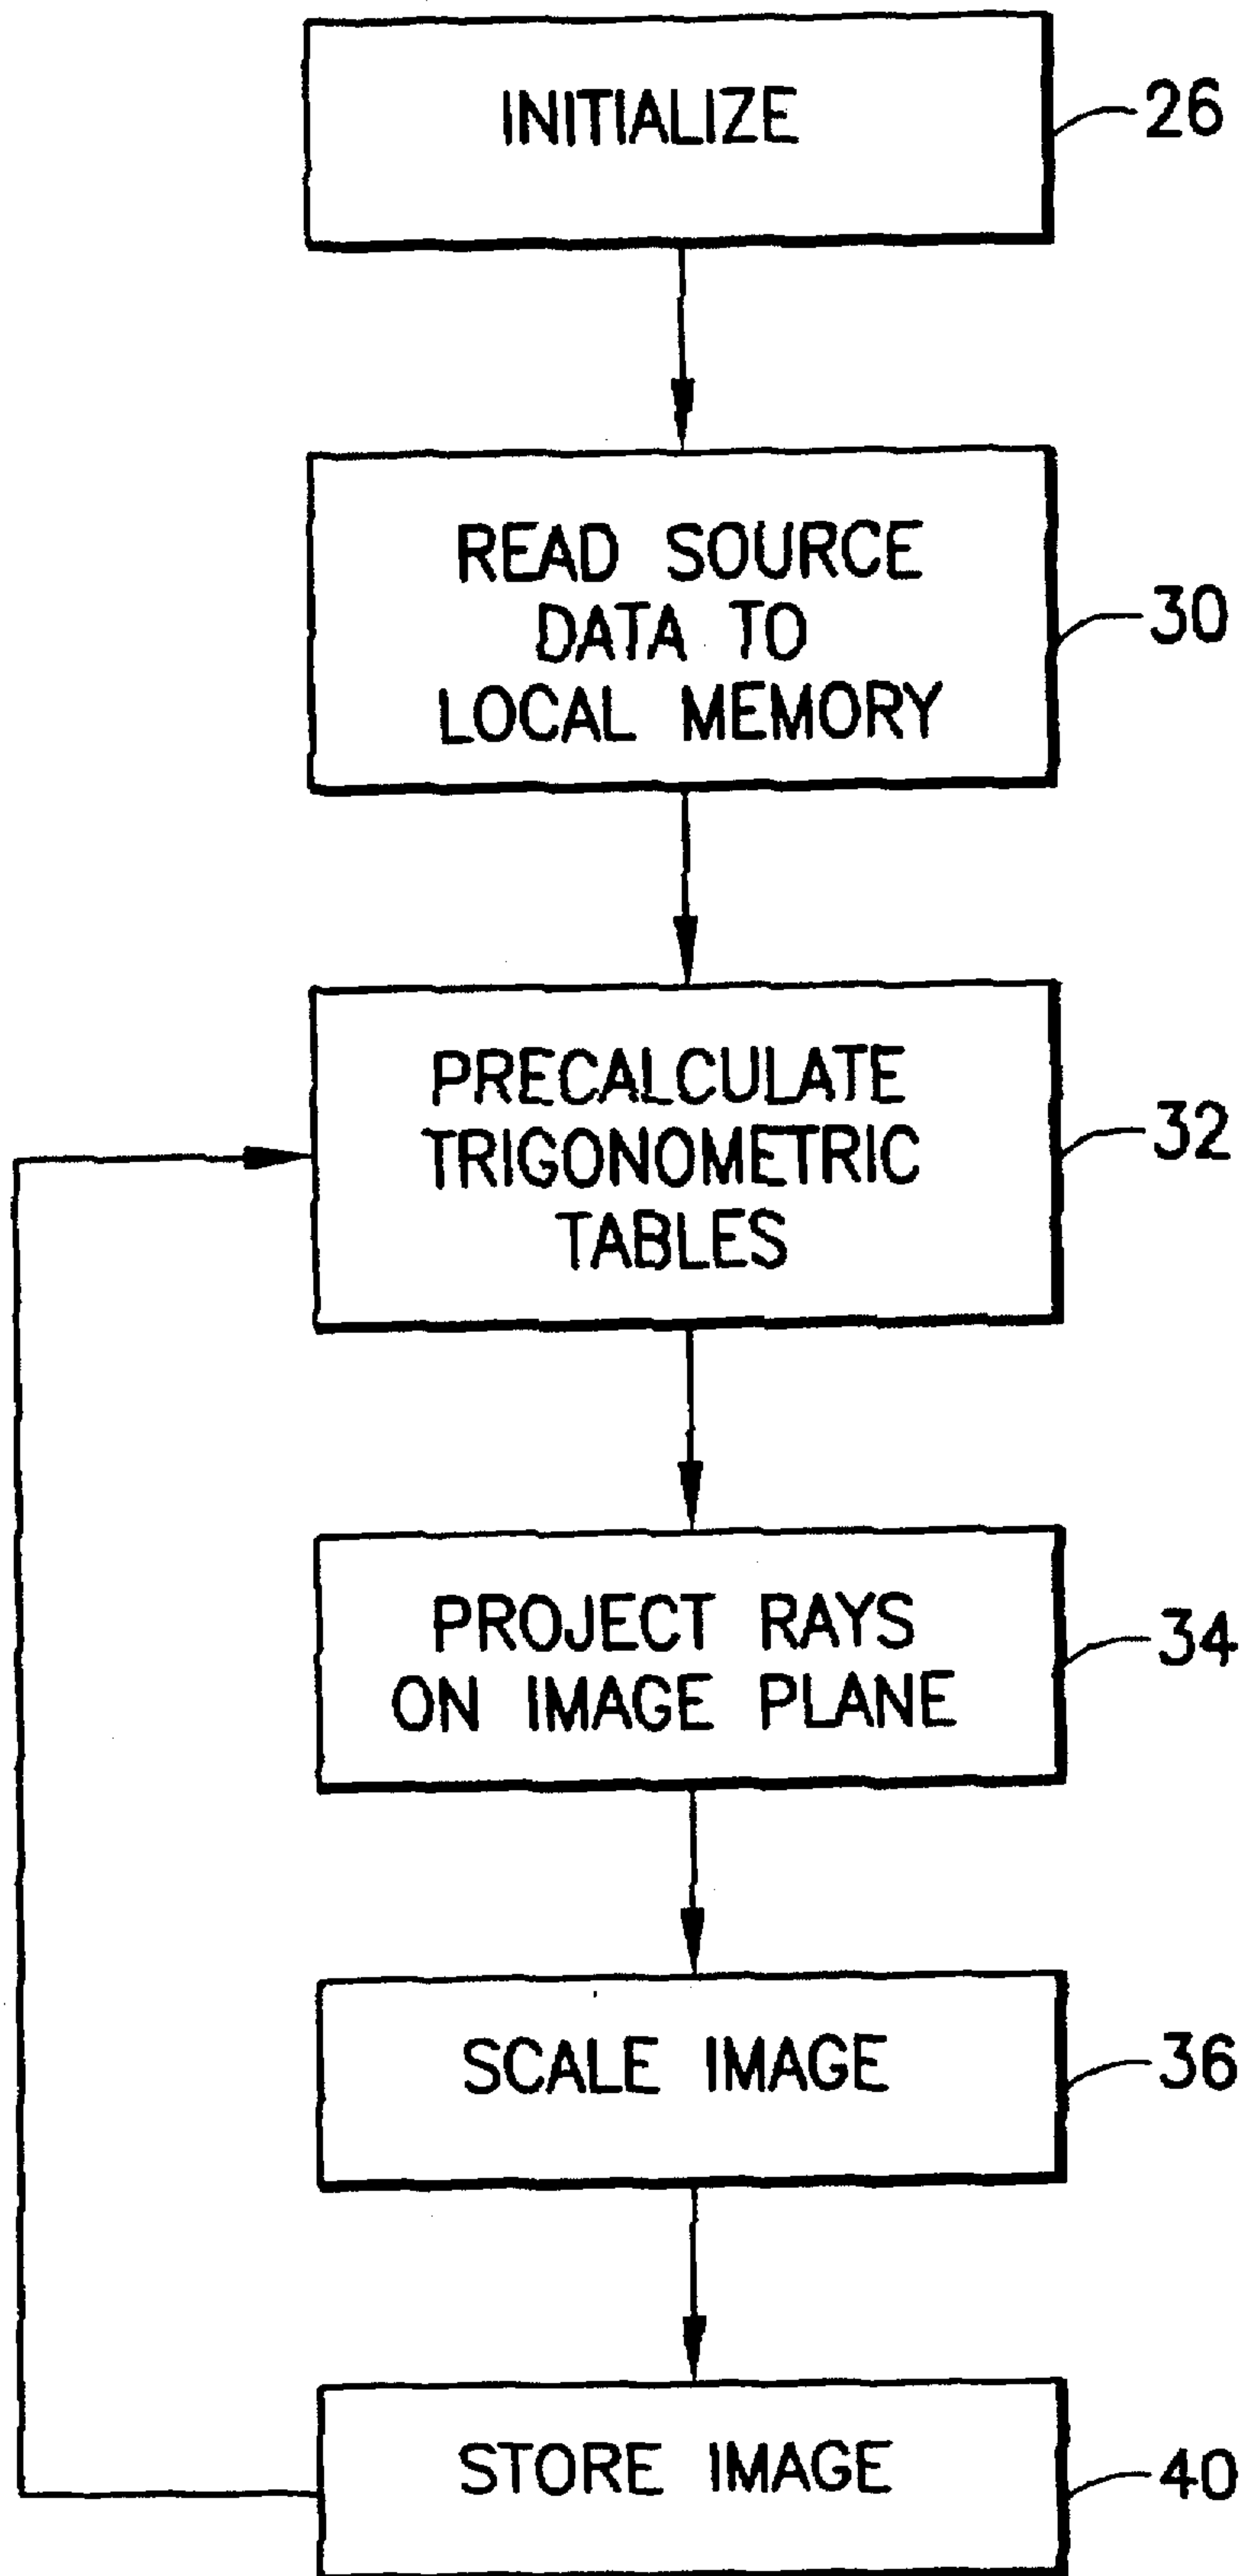 INITIALIZE
26
READ SOURCE
DATA TO
LOCAL MEMORY
30
PRECALCULATE
TRIGONOMETRIC
TABLES
32
PROJECT RAYS
ON IMAGE PLANE
34
SCALE IMAGE
36
STORE IMAGE
40